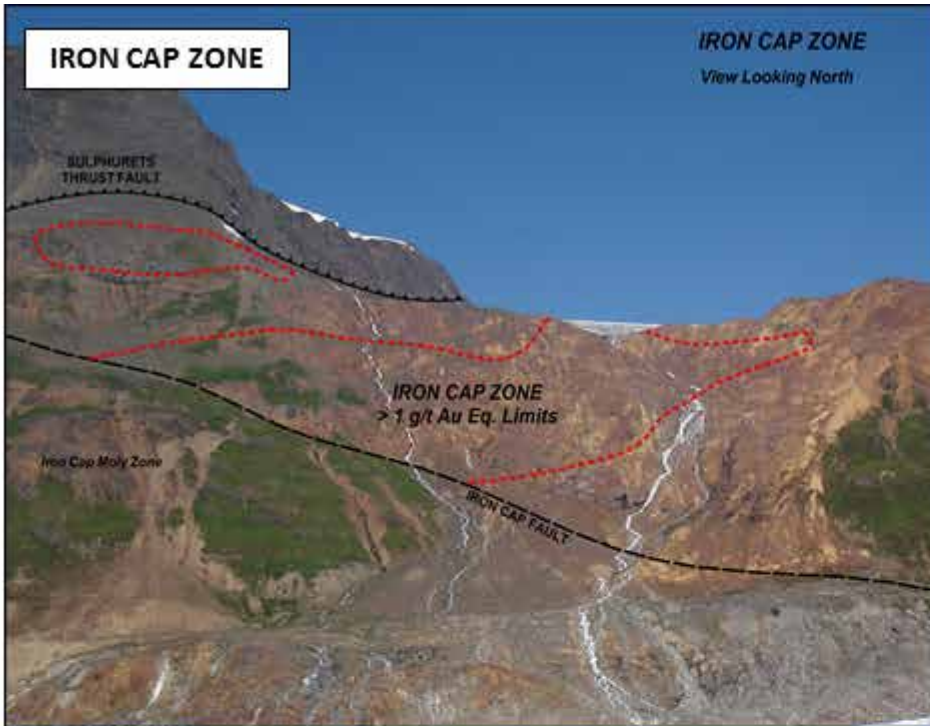 IRON CAP ZONE
IRON CAP ZONE
View Looking North
SULPHURETS
THRUST FAULT
IRON CAP ZONE
> 1 g/t Au Eq. Limits
Iron Cap Moly Zone
IRON CAP FAULT